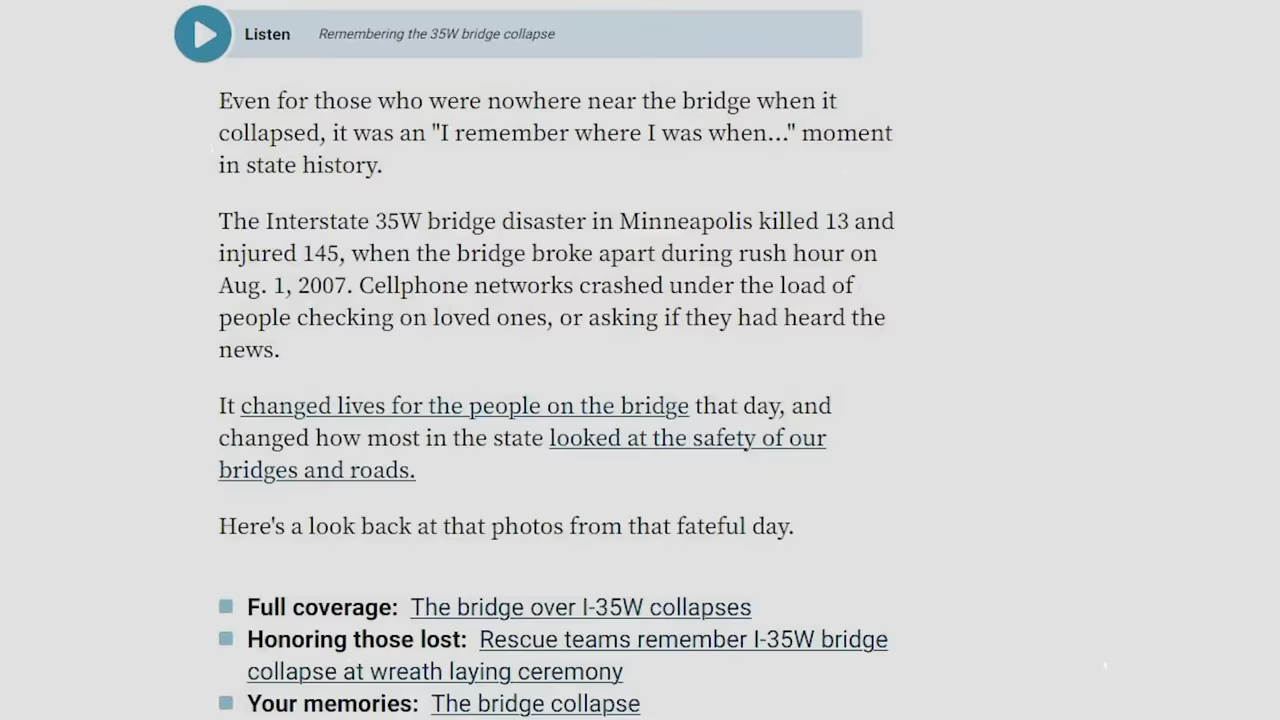 Listen Remembering the 35W bridge collapse
Even for those who were nowhere near the bridge when it
collapsed, it was an "I remember where I was when..." moment
in state history.
The Interstate 35W bridge disaster in Minneapolis killed 13 and
injured 145, when the bridge broke apart during rush hour on
Aug. 1, 2007. Cellphone networks crashed under the load of
people checking on loved ones, or asking if they had heard the
news.
It changed lives for the people on the bridge that day, and
changed how most in the state looked at the safety of our
bridges and roads.
Here's a look back at that photos from that fateful day.
Full coverage: The bridge over I-35W collapses
Honoring those lost: Rescue teams remember I-35W bridge
collapse at wreath laying ceremony
Your memories: The bridge collapse